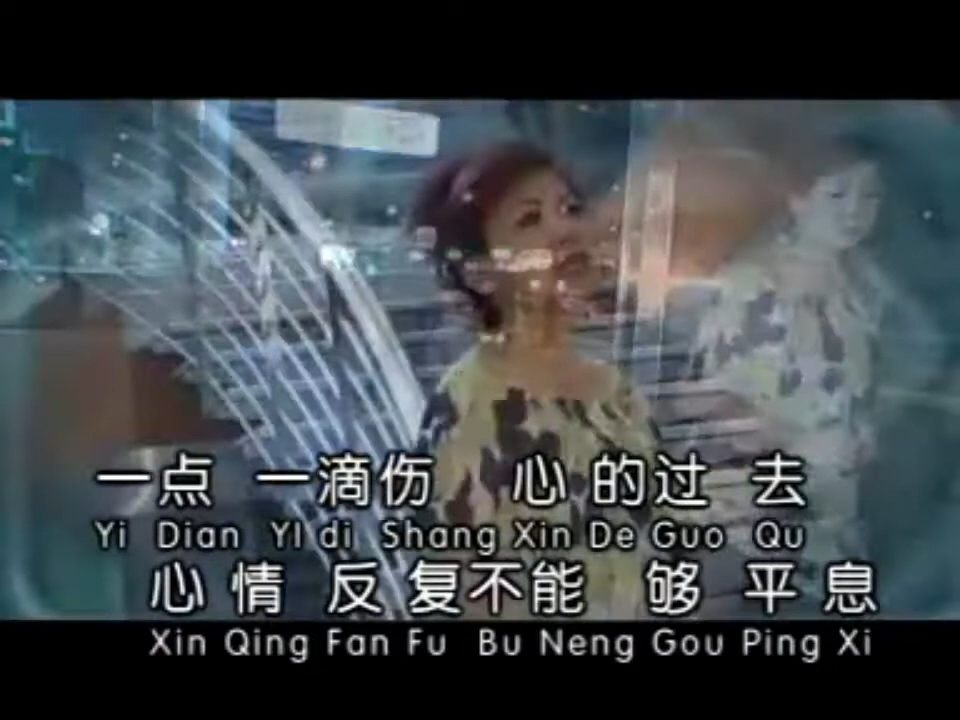 一点 一滴伤 心的过 去
Yi Dian YI di Shang Xin De Guo Qu
心情 反复不能 够 平息
Xin Qing Fan Fu Bu Neng Gou Ping Xi